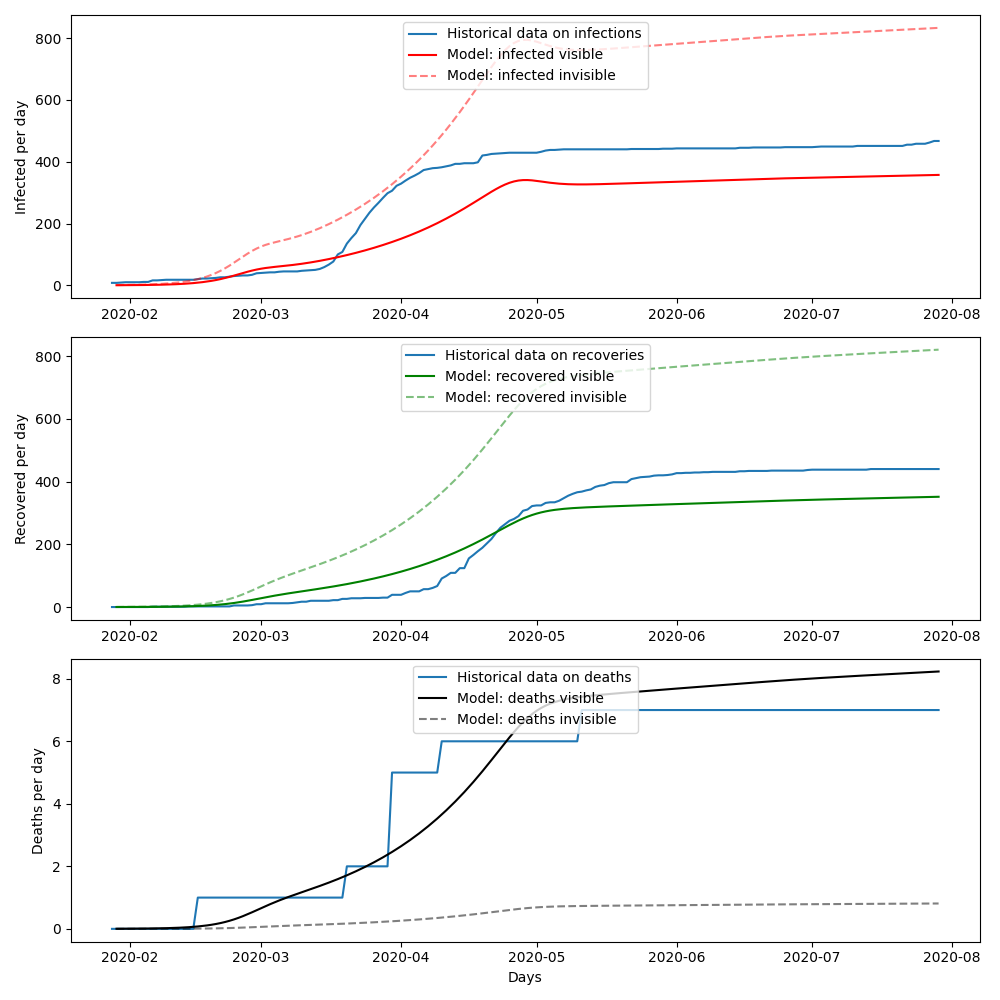 Historical data on infections
Model: infected visible
Model: infected invisible
Infected per day
800
600
400
200
0
2020-02 2020-03 2020-04 2020-05 2020-06 2020-07 2020-08
Historical data on recoveries
Model: recovered visible
Model: recovered invisible
Recovered per day
800
600
400
200
0
2020-02 2020-03 2020-04 2020-05 2020-06 2020-07 2020-08
Historical data on deaths
Model: deaths visible
Model: deaths invisible
Deaths per day
8
6
4
2
0
2020-02 2020-03 2020-04 2020-05 2020-06 2020-07 2020-08
Days